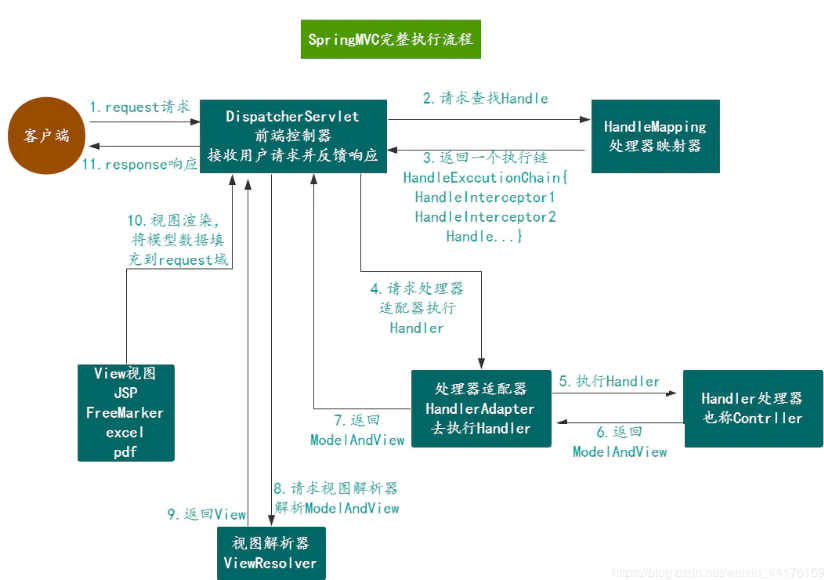 SpringMVC完整执行流程
1.request请求
客户端
11.response响应
DispatcherServlet
前端控制器
接收用户请求并反馈响应
2.请求查找Handle
HandleMapping
处理器映射器
3.返回一个执行链
HandleExccutionChain{
HandleInterceptor1
HandleInterceptor2
Handle...}
10.视图渲染,
将模型数据填
充到request域
4.请求处理器
适配器执行
Handler
View视图
JSP
FreeMarker
excel
pdf
处理器适配器
HandlerAdapter
去执行Handler
5.执行Handler
6.返回
ModelAndView
Handler处理器
也称Contrller
7.返回
ModelAndView
8.请求视图解析器
解析ModelAndView
9.返回View
视图解析器
ViewResolver
https://blog.csdn.net/weixin_44176169